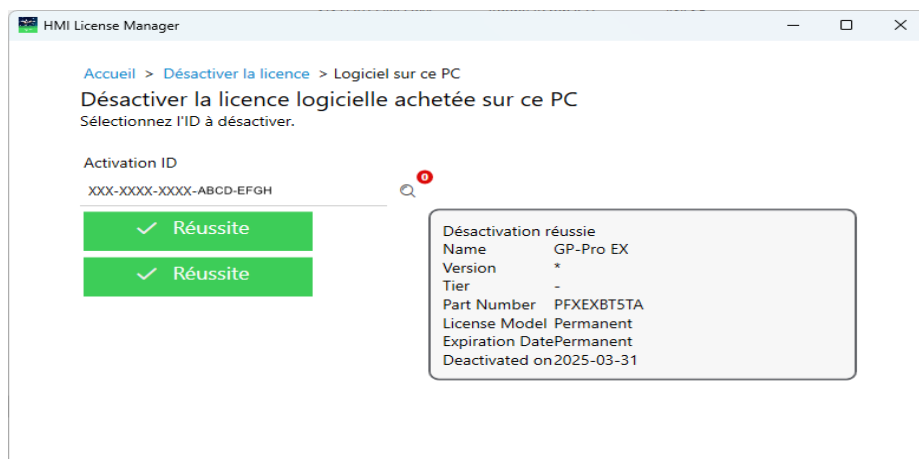 HMI License Manager
Accueil > Désactiver la licence > Logiciel sur ce PC
Désactiver la licence logicielle achetée sur ce PC
Sélectionnez l'ID à désactiver.
Activation ID
XXX-XXXX-XXXX-ABCD-EFGH
0
Réussite
Réussite
Désactivation réussie
Name GP-Pro EX
Version *
Tier -
Part Number PFXEXBT5TA
License Model Permanent
Expiration DatePermanent
Deactivated on2025-03-31